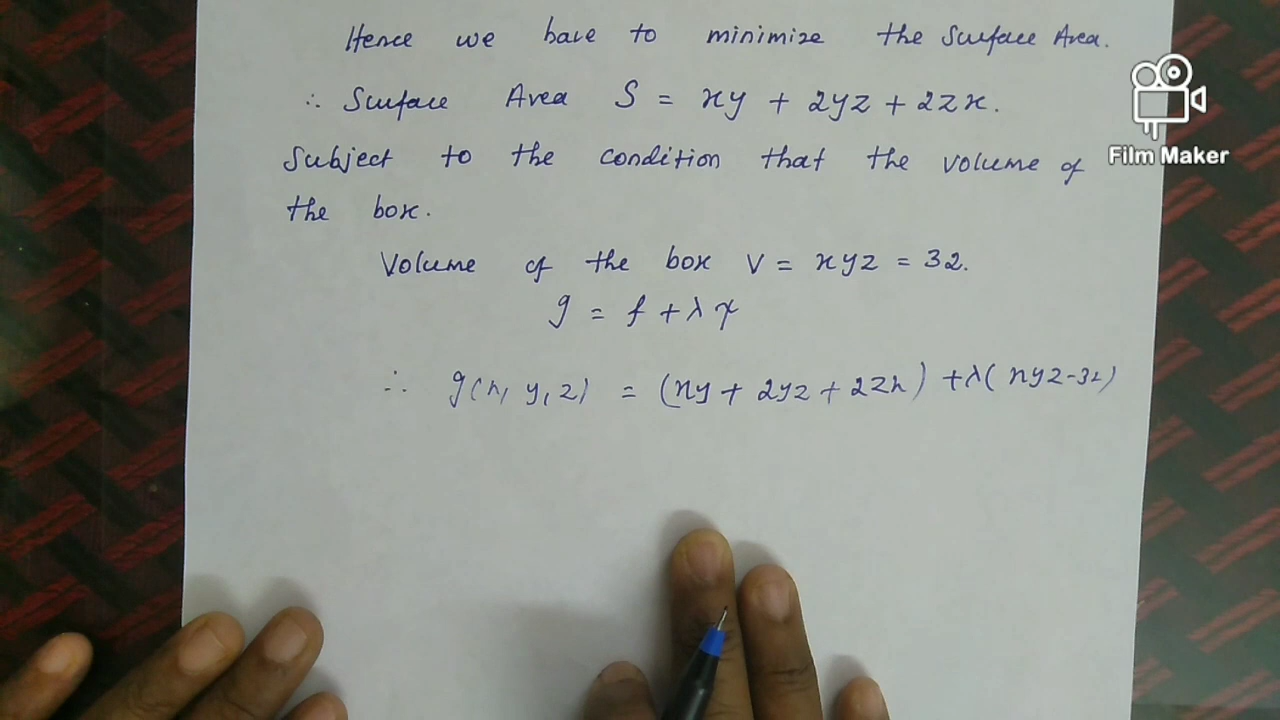 Hence we have to minimize the Surface Area.
∴ Surface Area S = xy + 2yz + 2zx.
Subject to the condition that the volume of
the box.
Volume of the box V = xyz = 32.
g = f + λ
∴ g(x, y, z) = (xy + 2yz + 2zx) + λ(xyz-32)
Film Maker